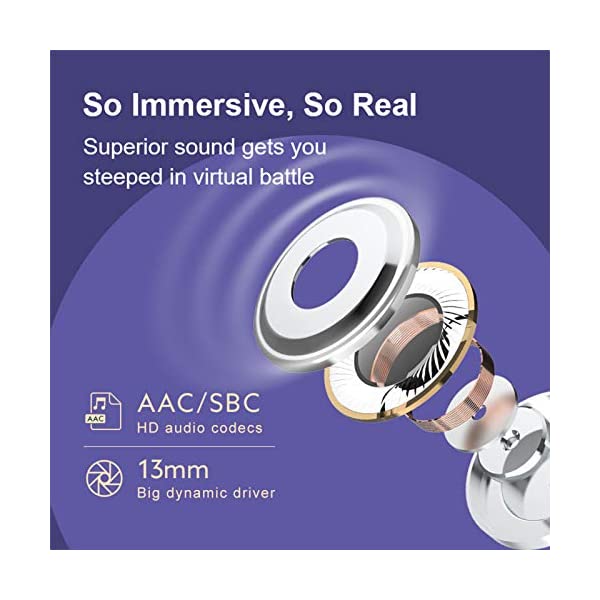 So Immersive, So Real
Superior sound gets you
steeped in virtual battle
AAC
AAC/SBC
HD audio codecs
13mm
Big dynamic driver